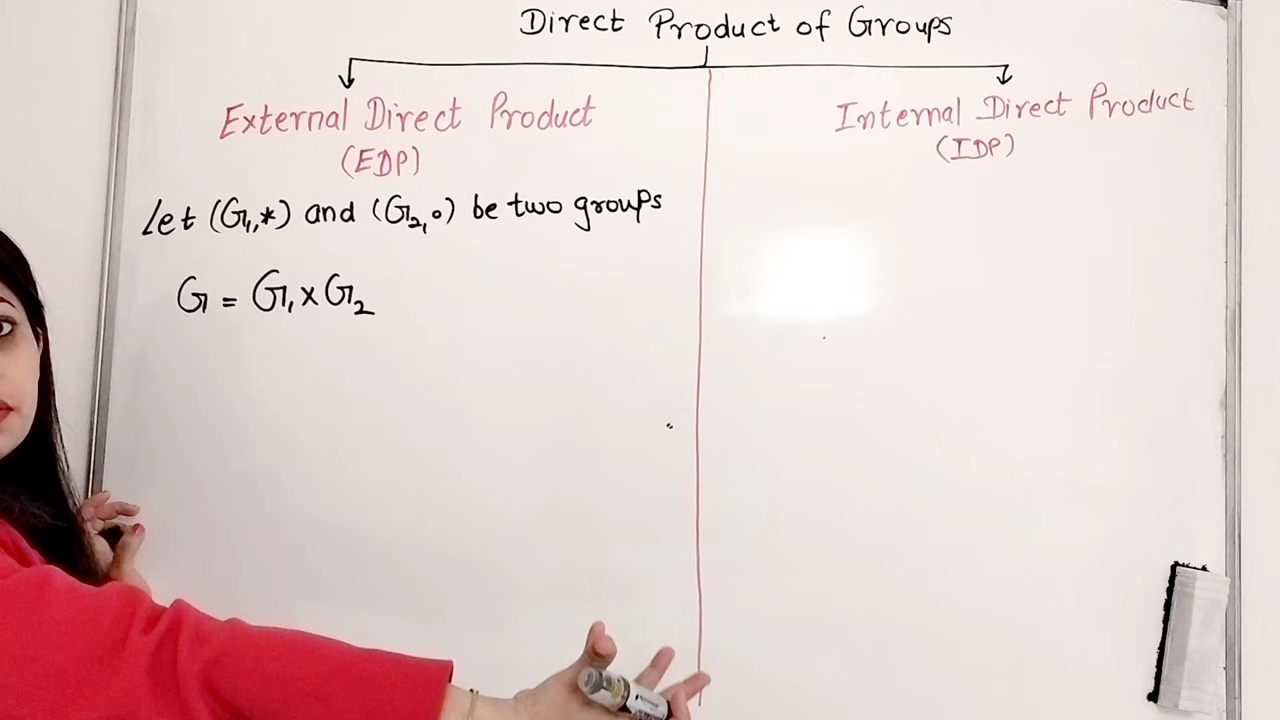 Direct Product of Groups
External Direct Product
(EDP)
Let (G₁,*) and (G₂,∘) be two groups
G = G₁ × G₂
Internal Direct Product
(IDP)